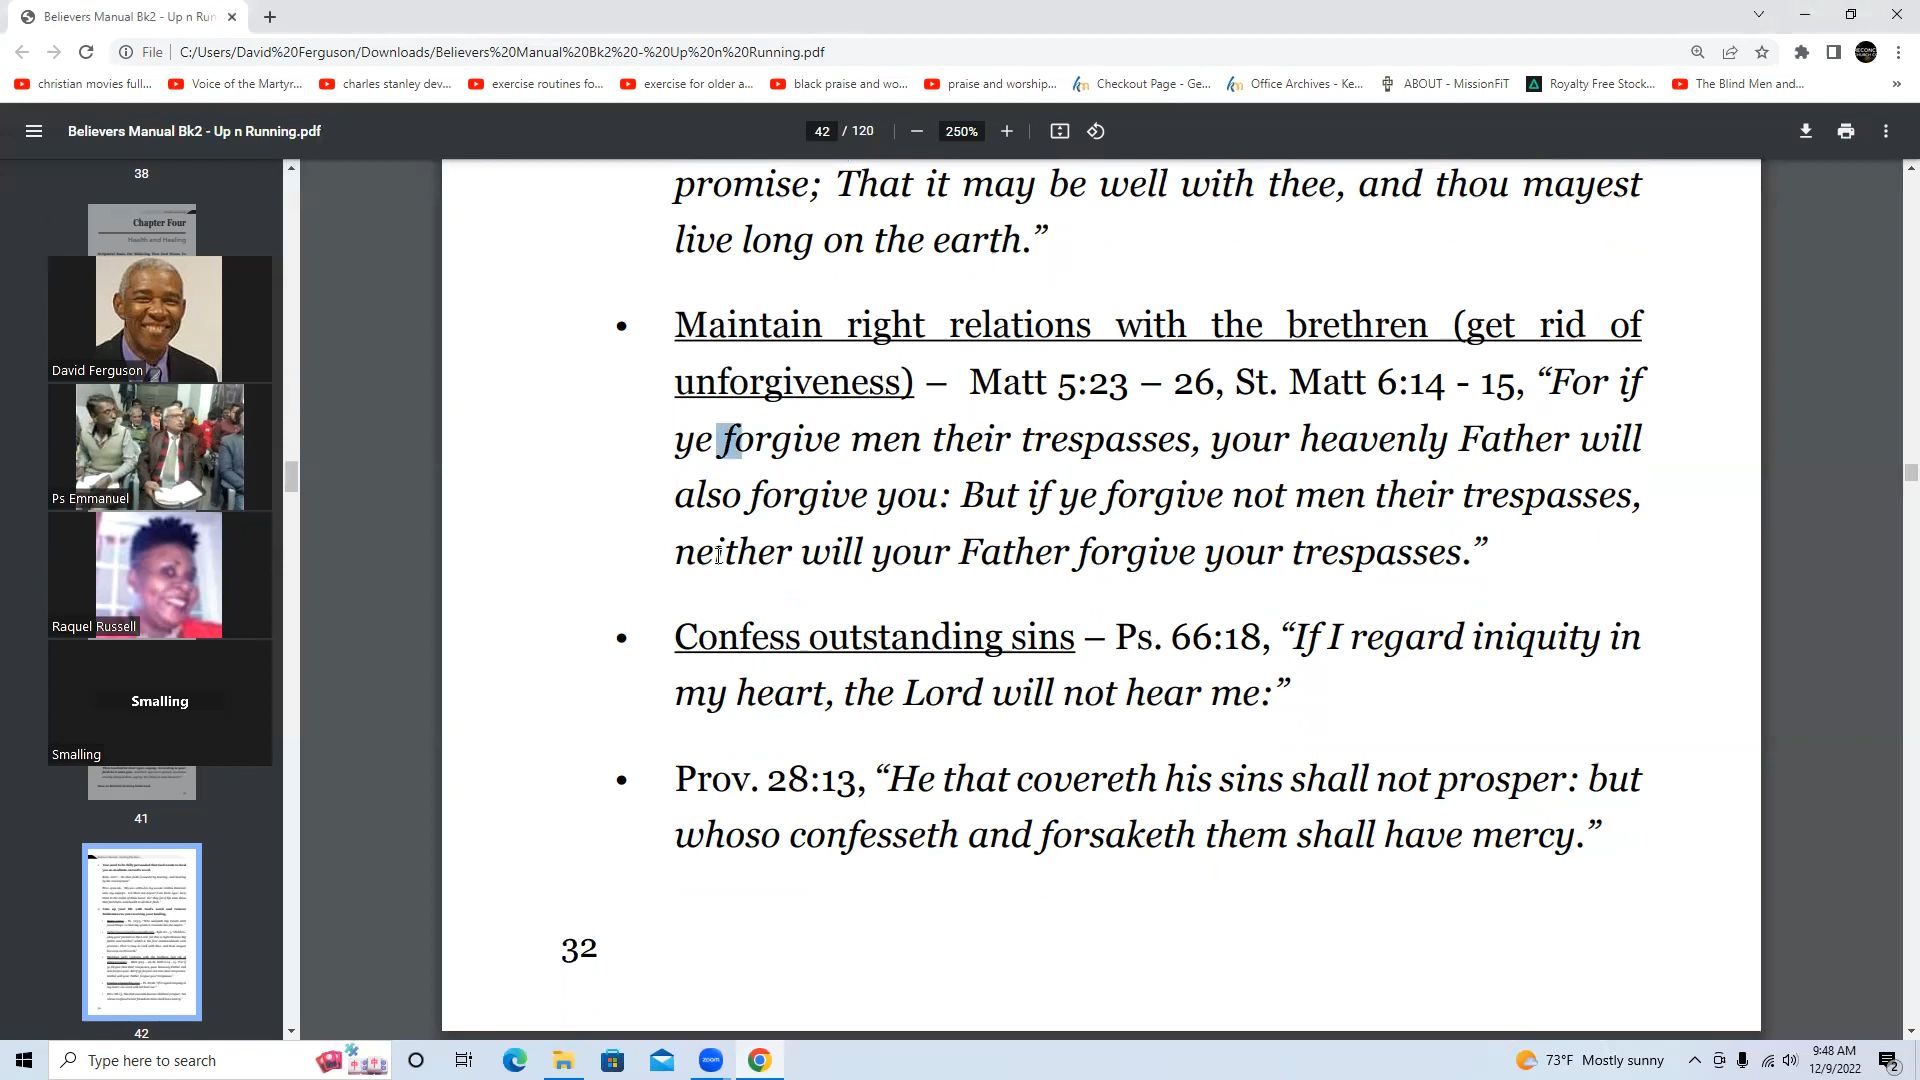 Believers Manual Bk2 - Up n Run
File
C:/Users/David%20Ferguson/Downloads/Believers%20Manual%20Bk2%20-%20Up%20n%20Running.pdf
christian movies full...
Voice of the Martyr...
charles stanley dev...
exercise routines fo...
exercise for older a...
black praise and wo...
praise and worship...
Checkout Page - Ge...
Office Archives - Ke...
ABOUT - MissionFiT
Royalty Free Stock...
The Blind Men and...
»
Believers Manual Bk2 - Up n Running.pdf
42 / 120
250%
38
Chapter Four
Health and Healing
David Ferguson
Ps Emmanuel
Raquel Russell
Smalling
Smalling
41
42
promise; That it may be well with thee, and thou mayest
live long on the earth.”
• Maintain right relations with the brethren (get rid of
unforgiveness) – Matt 5:23 – 26, St. Matt 6:14 - 15, “For if
ye forgive men their trespasses, your heavenly Father will
also forgive you: But if ye forgive not men their trespasses,
neither will your Father forgive your trespasses.”
• Confess outstanding sins – Ps. 66:18, “If I regard iniquity in
my heart, the Lord will not hear me:”
• Prov. 28:13, “He that covereth his sins shall not prosper: but
whoso confesseth and forsaketh them shall have mercy.”
32
Type here to search
zoom
73°F Mostly sunny
9:48 AM
12/9/2022
2